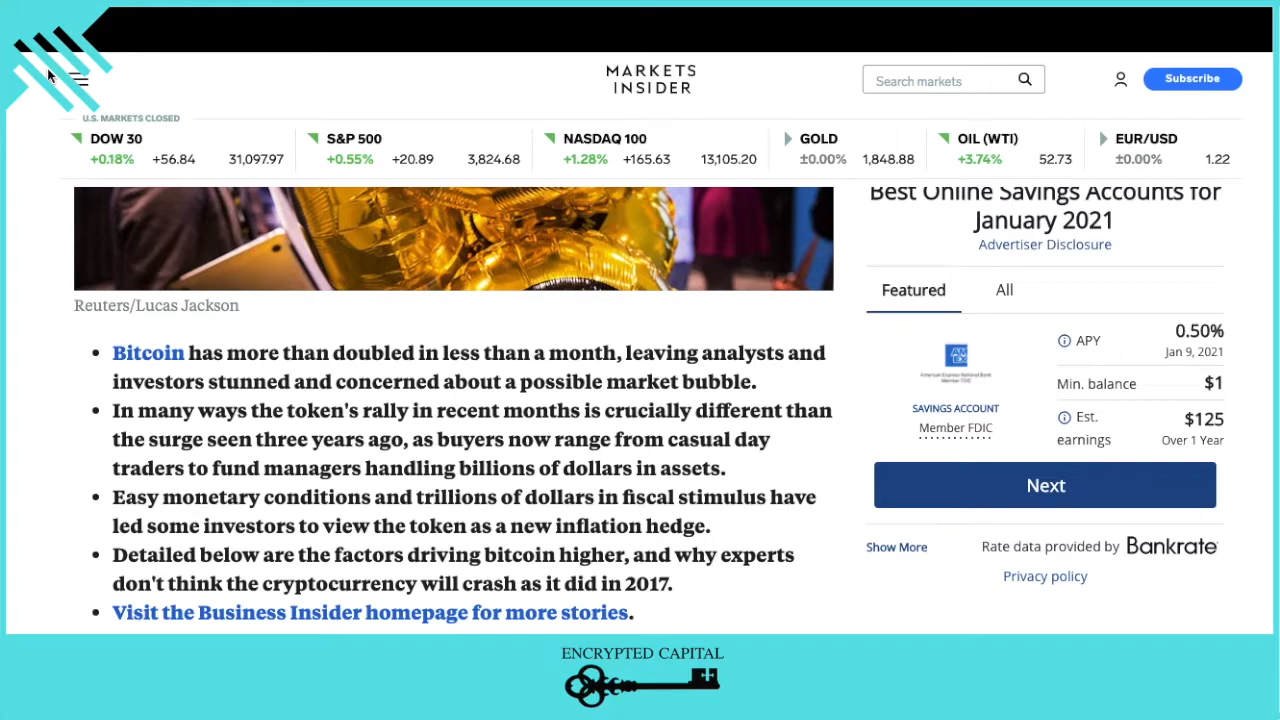 MARKETS
INSIDER
Search markets
Subscribe
U.S. MARKETS CLOSED
DOW 30
+0.18% +56.84 31,097.97
S&P 500
+0.55% +20.89 3,824.68
NASDAQ 100
+1.28% +165.63 13,105.20
GOLD
±0.00% 1,848.88
OIL (WTI)
+3.74% 52.73
EUR/USD
±0.00% 1.22
Reuters/Lucas Jackson
• Bitcoin has more than doubled in less than a month, leaving analysts and
investors stunned and concerned about a possible market bubble.
• In many ways the token's rally in recent months is crucially different than
the surge seen three years ago, as buyers now range from casual day
traders to fund managers handling billions of dollars in assets.
• Easy monetary conditions and trillions of dollars in fiscal stimulus have
led some investors to view the token as a new inflation hedge.
• Detailed below are the factors driving bitcoin higher, and why experts
don't think the cryptocurrency will crash as it did in 2017.
• Visit the Business Insider homepage for more stories.
Best Online Savings Accounts for
January 2021
Advertiser Disclosure
Featured All
AM
EX
American Express National Bank
Member FDIC
SAVINGS ACCOUNT
Member FDIC
APY 0.50%
Jan 9, 2021
Min. balance $1
Est. earnings $125
Over 1 Year
Next
Show More
Rate data provided by Bankrate
Privacy policy
ENCRYPTED CAPITAL